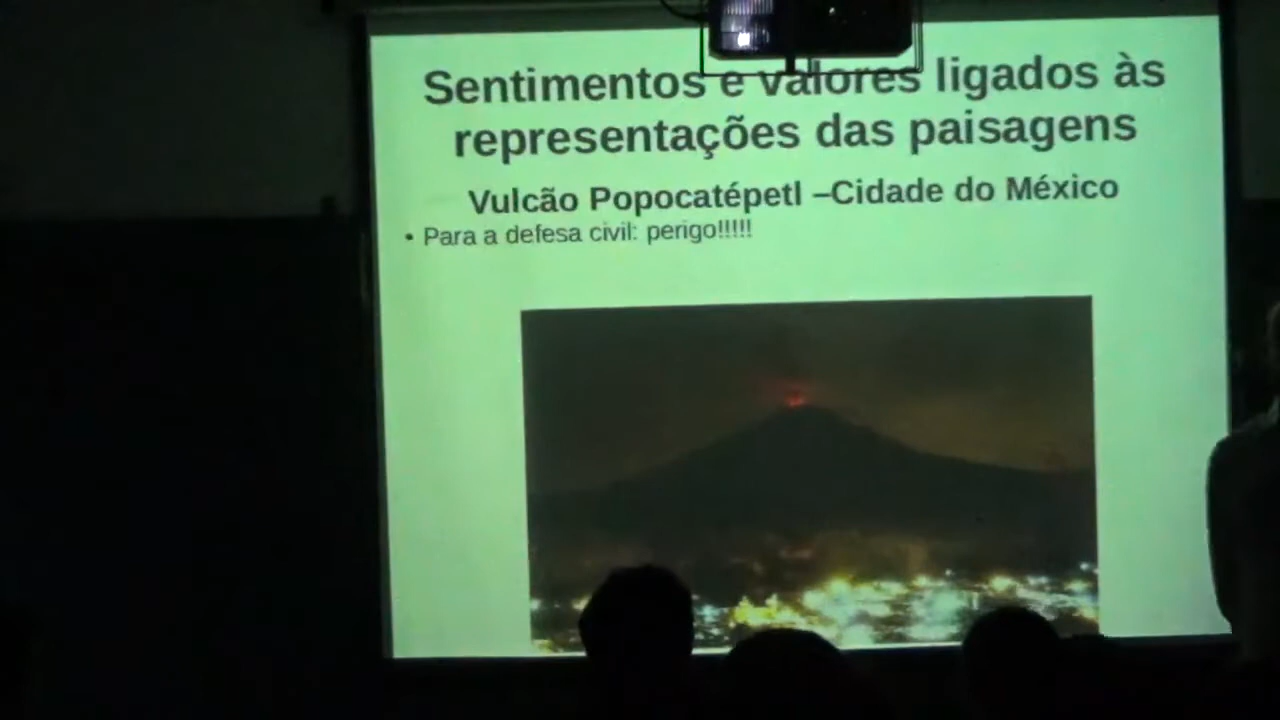 Sentimentos e valores ligados às
representações das paisagens
Vulcão Popocatépetl –Cidade do México
• Para a defesa civil: perigo!!!!!